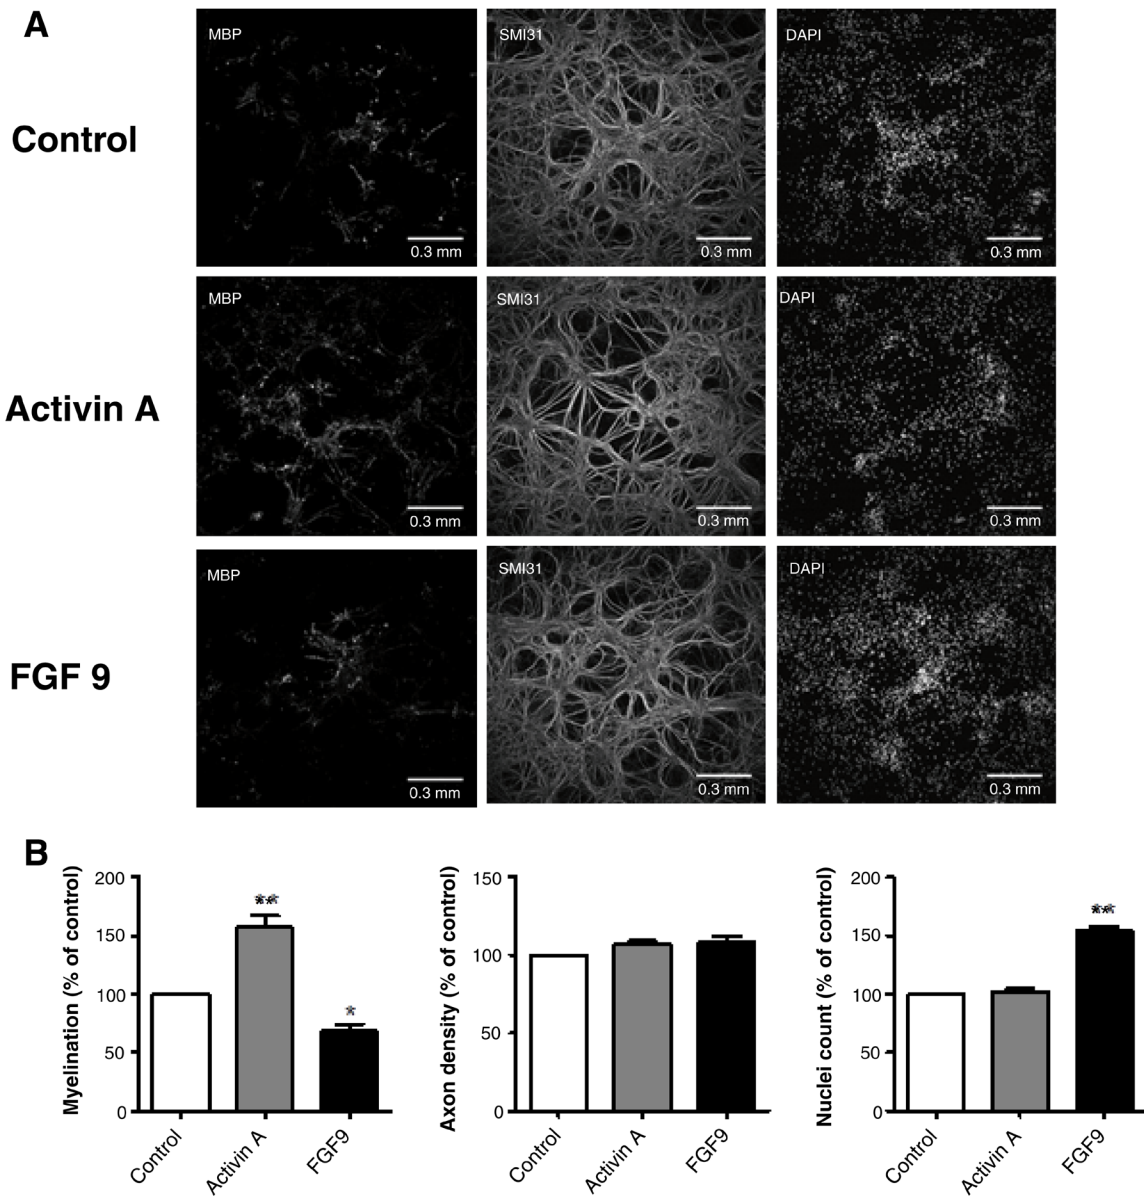 A
MBP
SMI31
DAPI
Control
0.3 mm
0.3 mm
0.3 mm
MBP
SMI31
DAPI
Activin A
0.3 mm
0.3 mm
0.3 mm
MBP
SMI31
DAPI
FGF 9
0.3 mm
0.3 mm
0.3 mm
B
Myelination (% of control)
200
150
100
50
0
**
*
Control
Activin A
FGF9
Axon density (% of control)
150
100
50
0
Control
Activin A
FGF9
Nuclei count (% of control)
200
150
100
50
0
**
Control
Activin A
FGF9